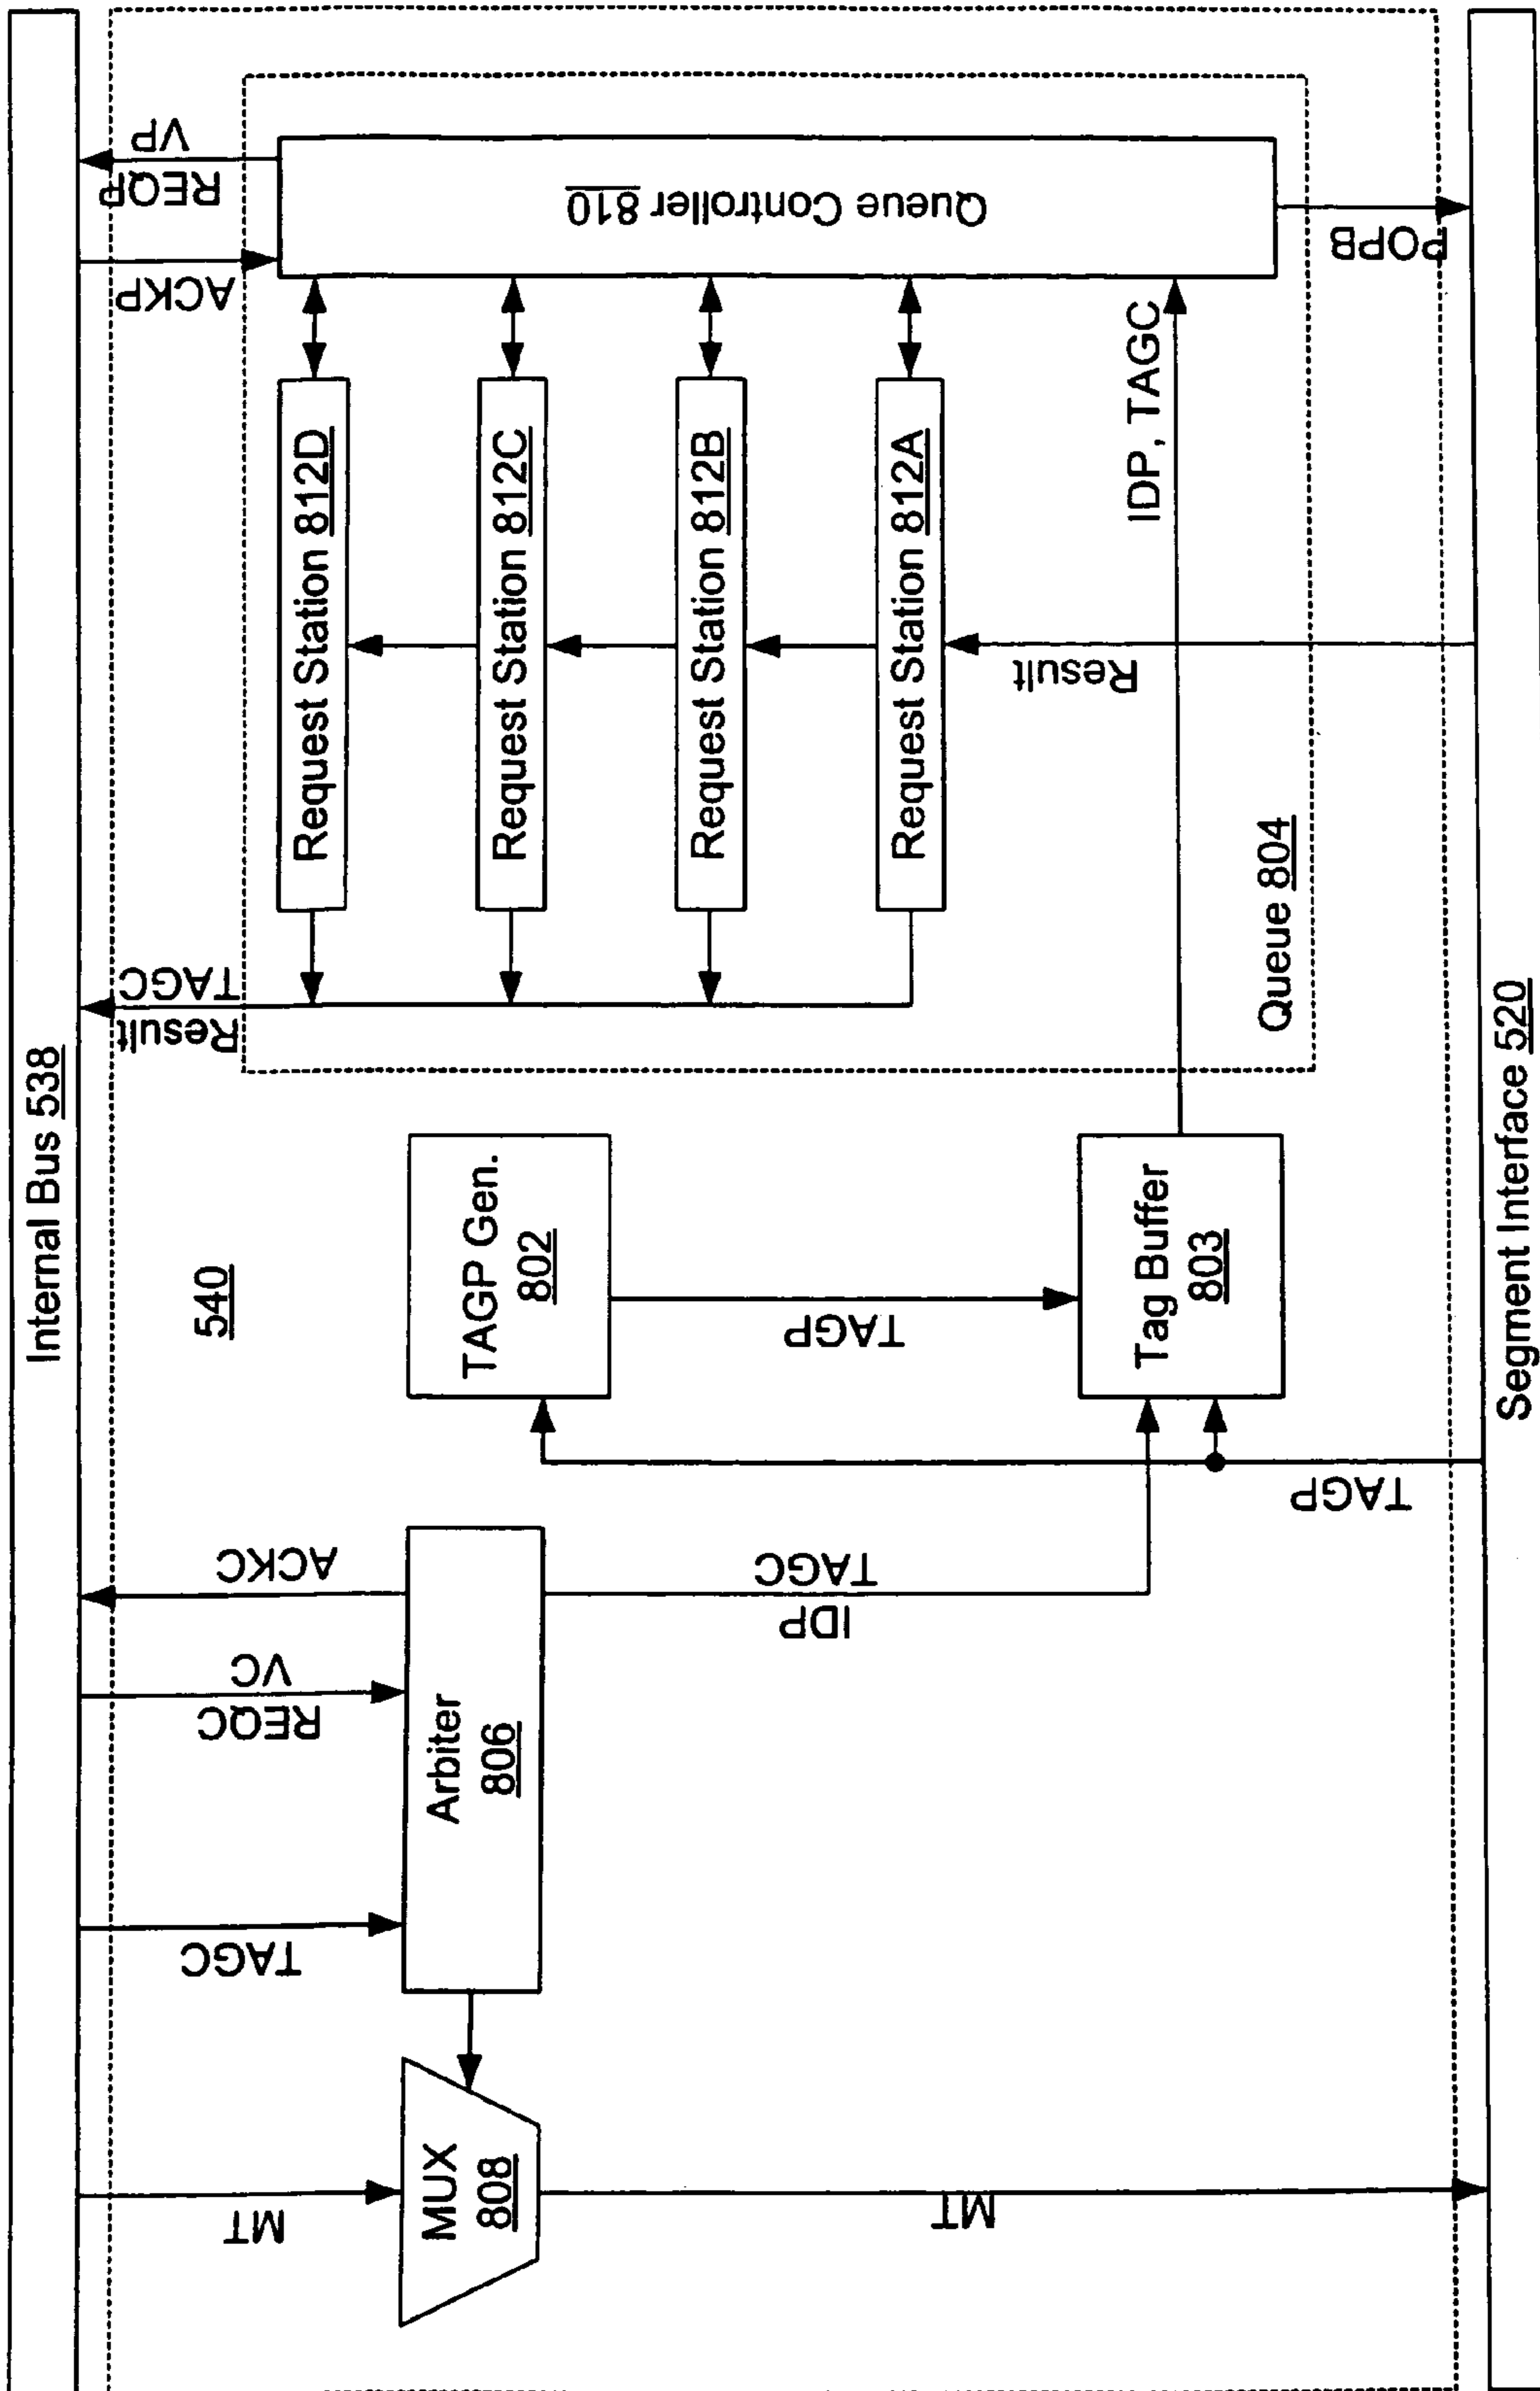 Internal Bus 538
540
MT
TAGC
REQC
VC
ACKC
Result
TAGC
ACKP
REQP
VP
MUX
808
Arbiter
806
TAGP Gen.
802
Request Station 812D
Request Station 812C
Request Station 812B
Request Station 812A
Queue Controller 810
MT
IDP
TAGC
TAGP
Result
IDP, TAGC
Tag Buffer
803
Queue 804
TAGP
POPB
Segment Interface 520